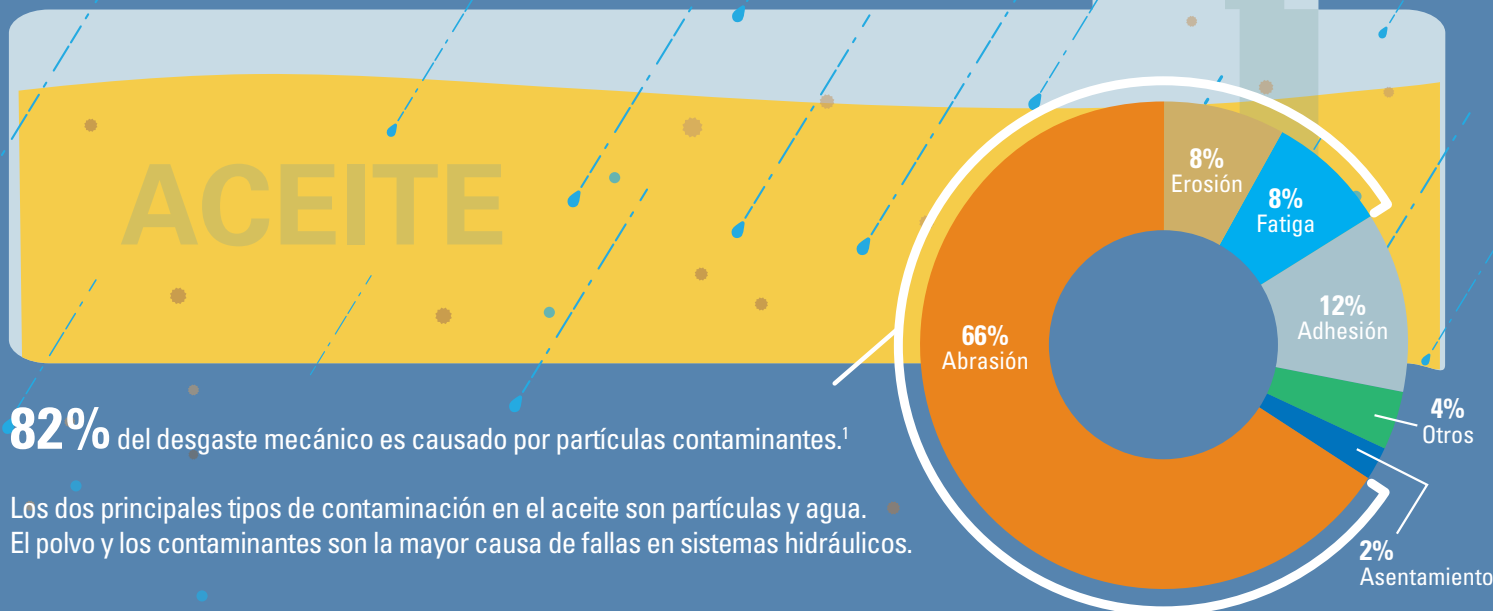 ACEITE
8%
Erosión
8%
Fatiga
12%
Adhesión
66%
Abrasión
4%
Otros
2%
Asentamiento
82% del desgaste mecánico es causado por partículas contaminantes.¹
Los dos principales tipos de contaminación en el aceite son partículas y agua.
El polvo y los contaminantes son la mayor causa de fallas en sistemas hidráulicos.